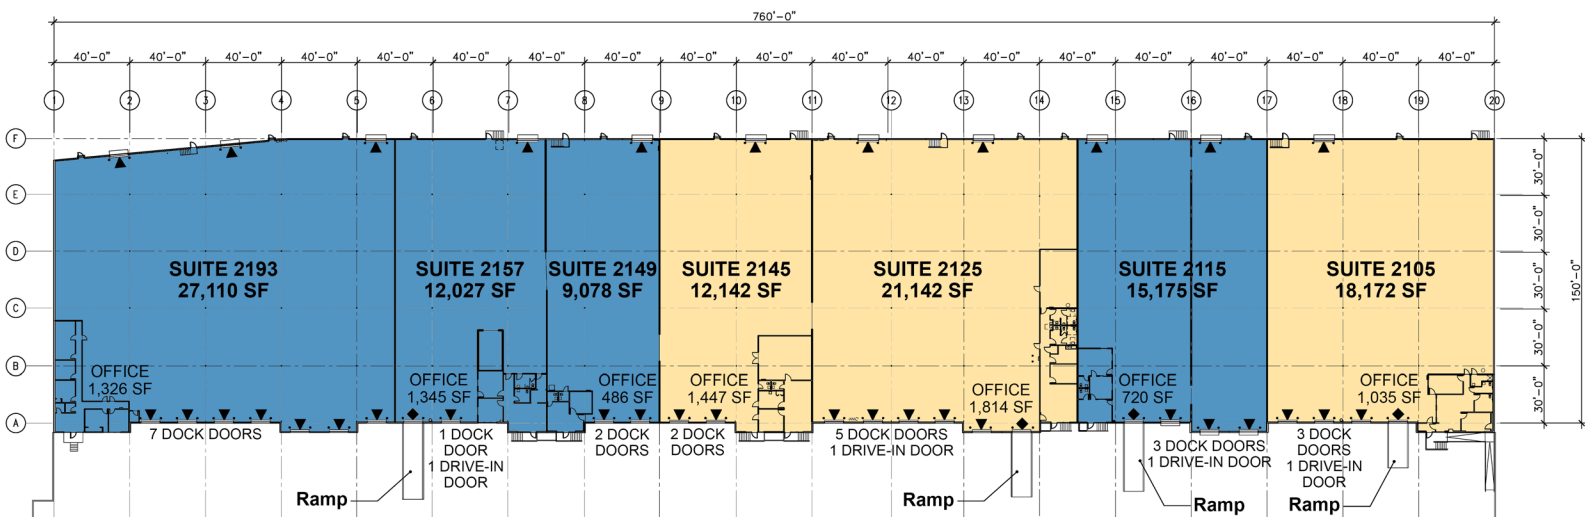 760'-0"
40'-0" 40'-0" 40'-0" 40'-0" 40'-0" 40'-0" 40'-0" 40'-0" 40'-0" 40'-0" 40'-0" 40'-0" 40'-0" 40'-0" 40'-0" 40'-0" 40'-0" 40'-0" 40'-0"
1 2 3 4 5 6 7 8 9 10 11 12 13 14 15 16 17 18 19 20
F
E
D
C
B
A
30'-0"
30'-0"
30'-0"
30'-0"
30'-0"
150'-0"
SUITE 2193
27,110 SF
SUITE 2157
12,027 SF
SUITE 2149
9,078 SF
SUITE 2145
12,142 SF
SUITE 2125
21,142 SF
SUITE 2115
15,175 SF
SUITE 2105
18,172 SF
OFFICE
1,326 SF
OFFICE
1,345 SF
OFFICE
486 SF
OFFICE
1,447 SF
OFFICE
1,814 SF
OFFICE
720 SF
OFFICE
1,035 SF
7 DOCK DOORS
1 DOCK
DOOR
1 DRIVE-IN
DOOR
2 DOCK
DOORS
2 DOCK
DOORS
5 DOCK DOORS
1 DRIVE-IN DOOR
3 DOCK DOORS
1 DRIVE-IN DOOR
3 DOCK
DOORS
1 DRIVE-IN
DOOR
Ramp
Ramp
Ramp
Ramp